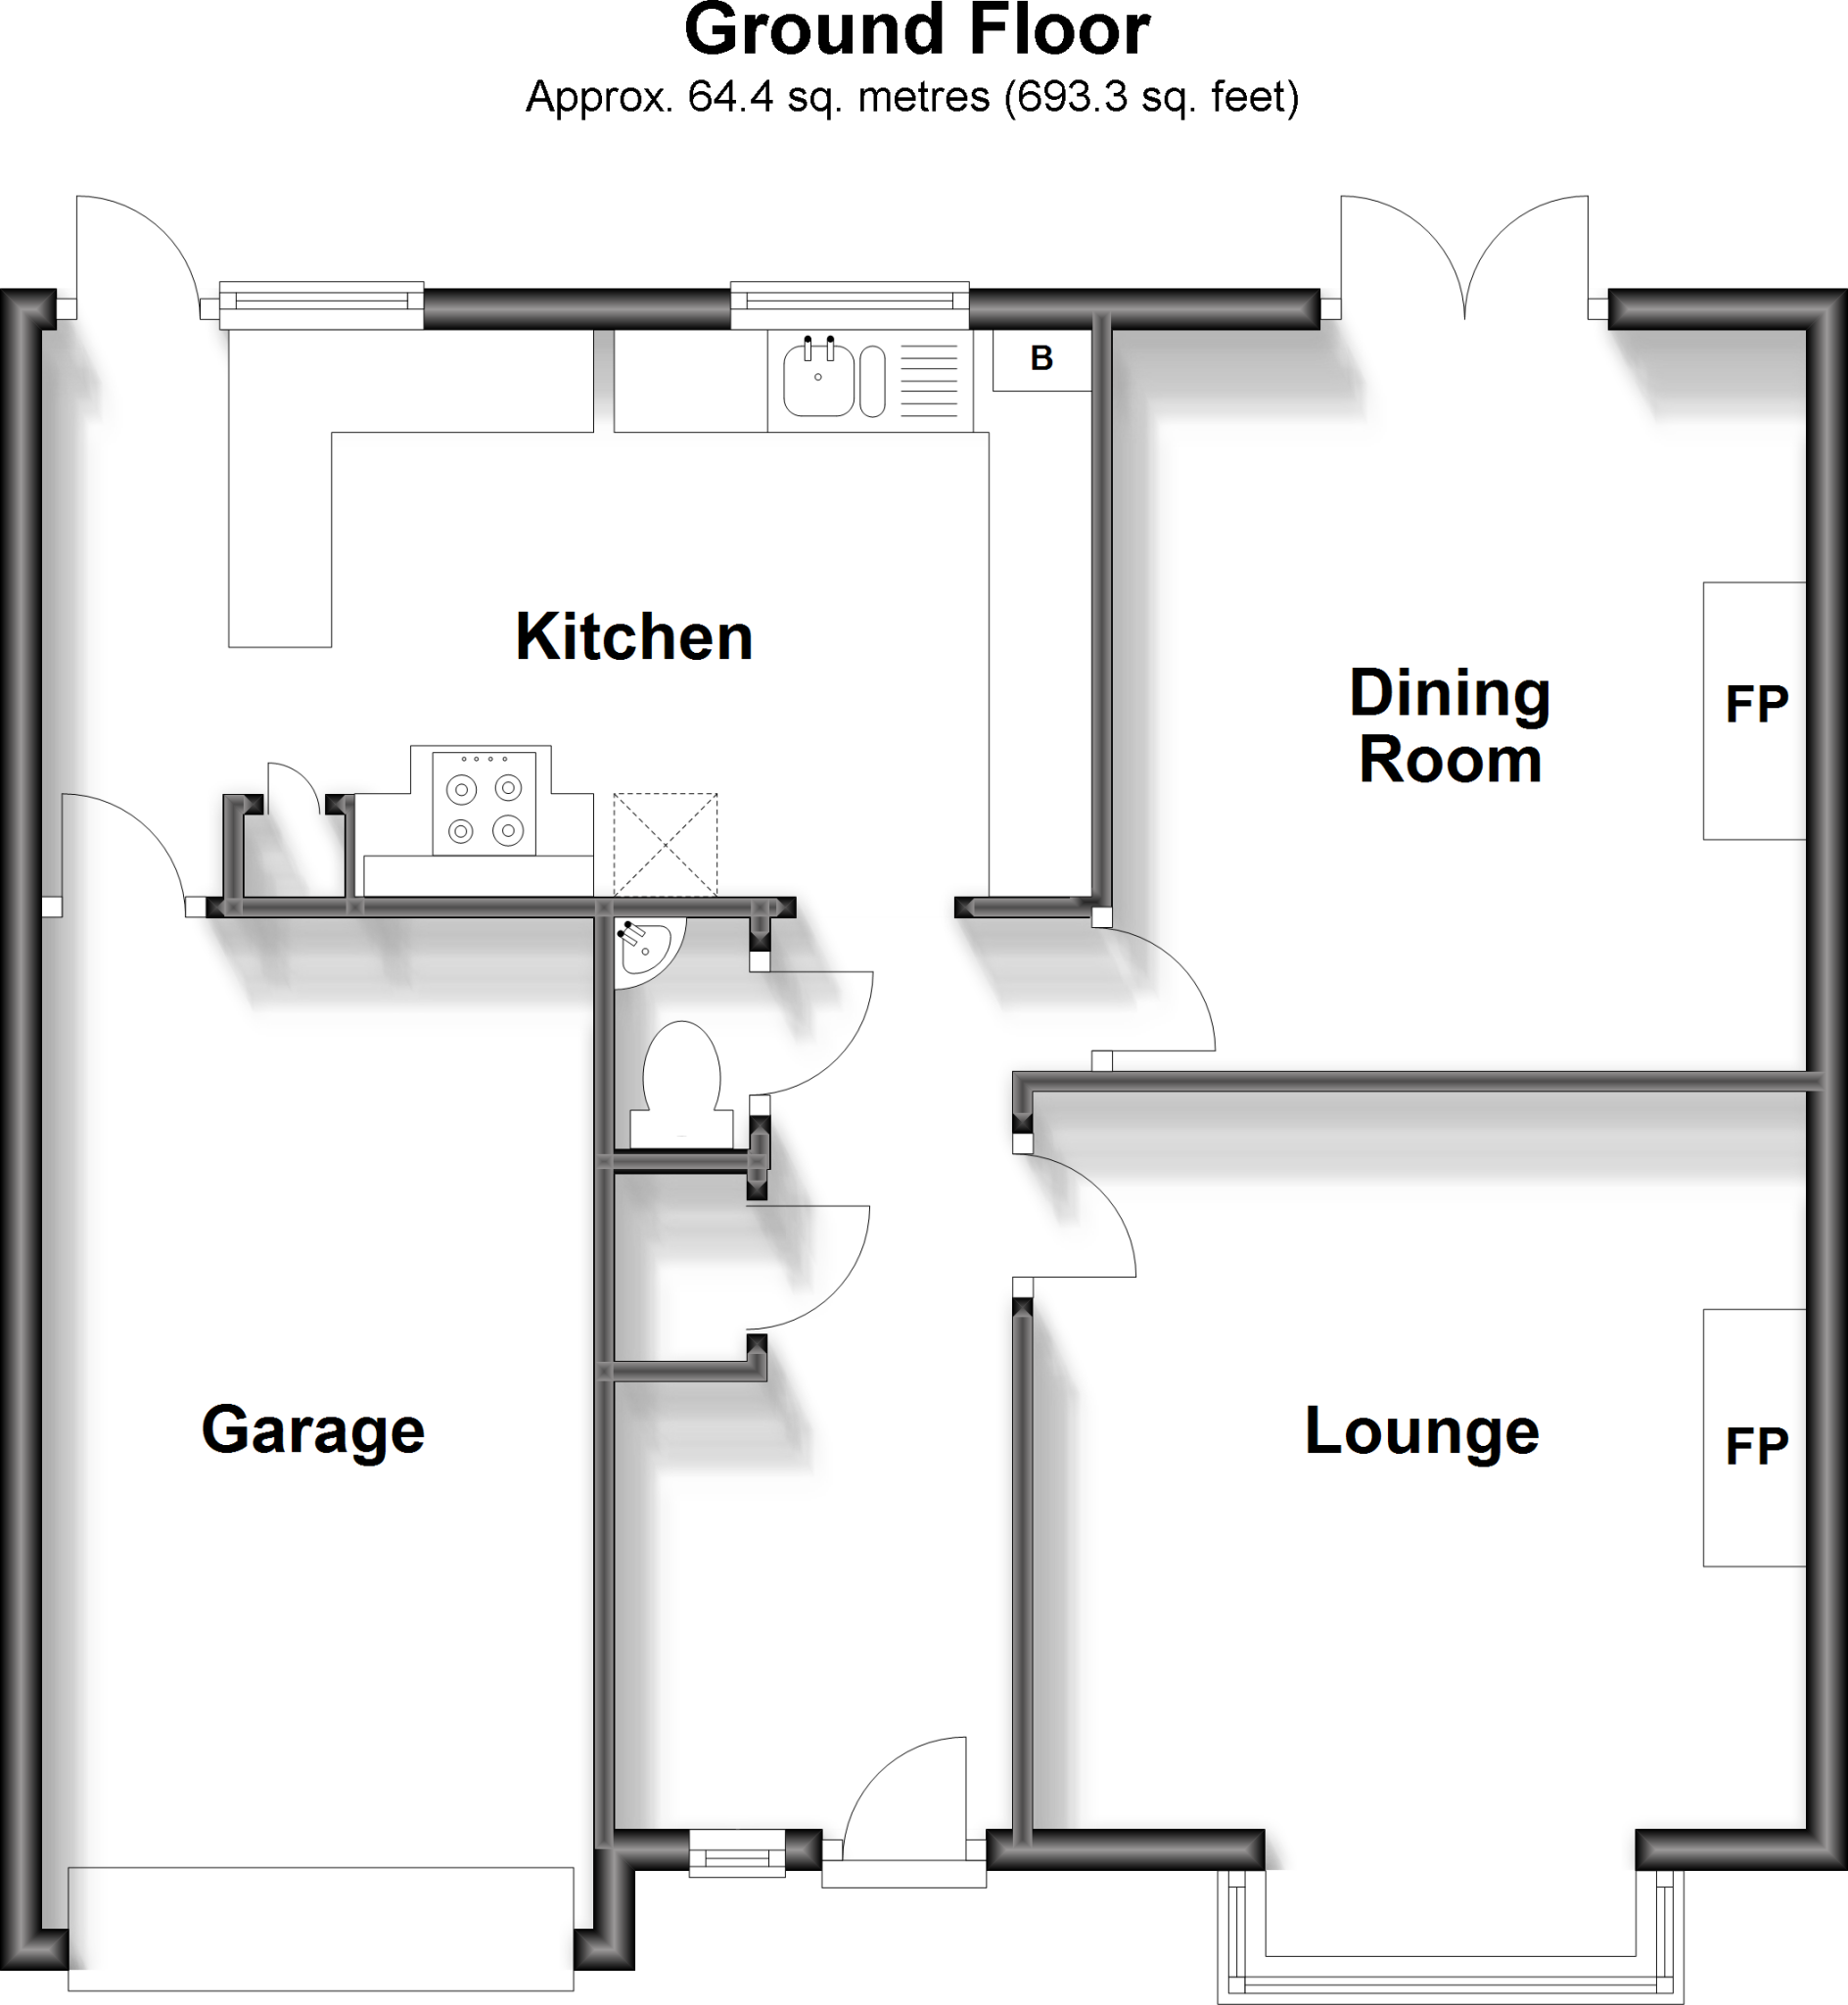 Ground Floor
Approx. 64.4 sq. metres (693.3 sq. feet)
B
Kitchen
Dining
Room
FP
Garage
Lounge
FP